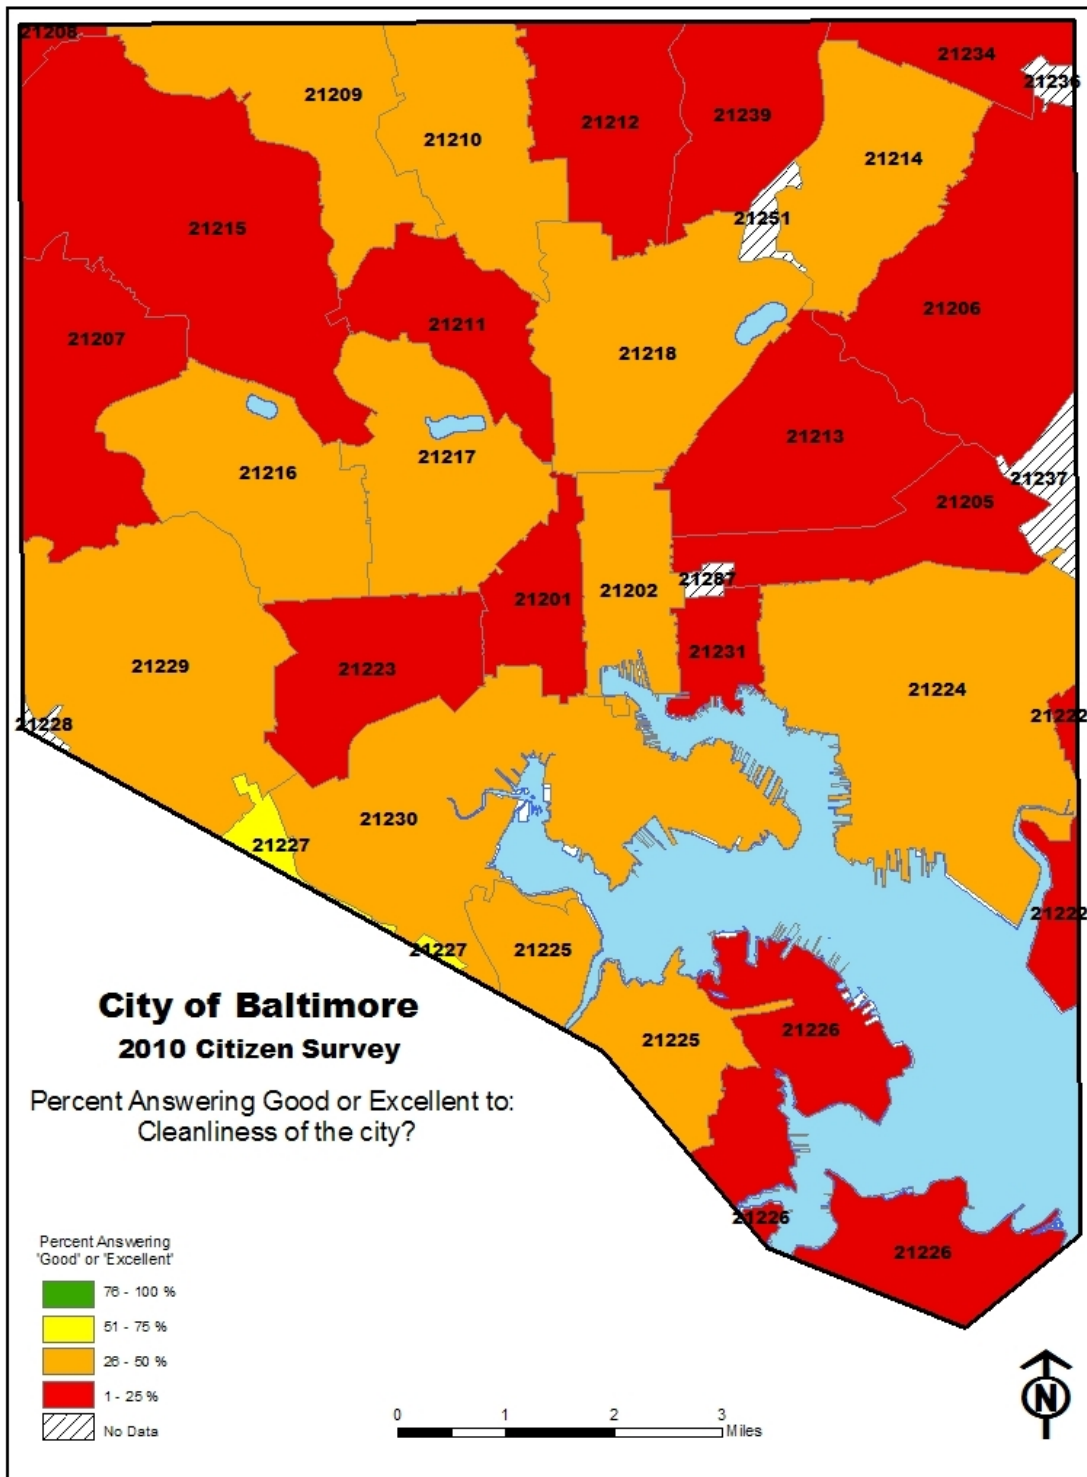 21208
21234
21236
21209
21212
21239
21210
21214
21251
21215
21206
21207
21211
21218
21213
21217
21216
21237
21205
21287
21202
21201
21231
21229
21223
21224
21222
21228
21230
21227
21222
21227
21225
City of Baltimore
2010 Citizen Survey
21226
21225
Percent Answering Good or Excellent to:
Cleanliness of the city?
21226
21226
Percent Answering
'Good' or 'Excellent'
76 - 100 %
51 - 75 %
26 - 50 %
1 - 25 %
No Data
0 1 2 3
Miles
N